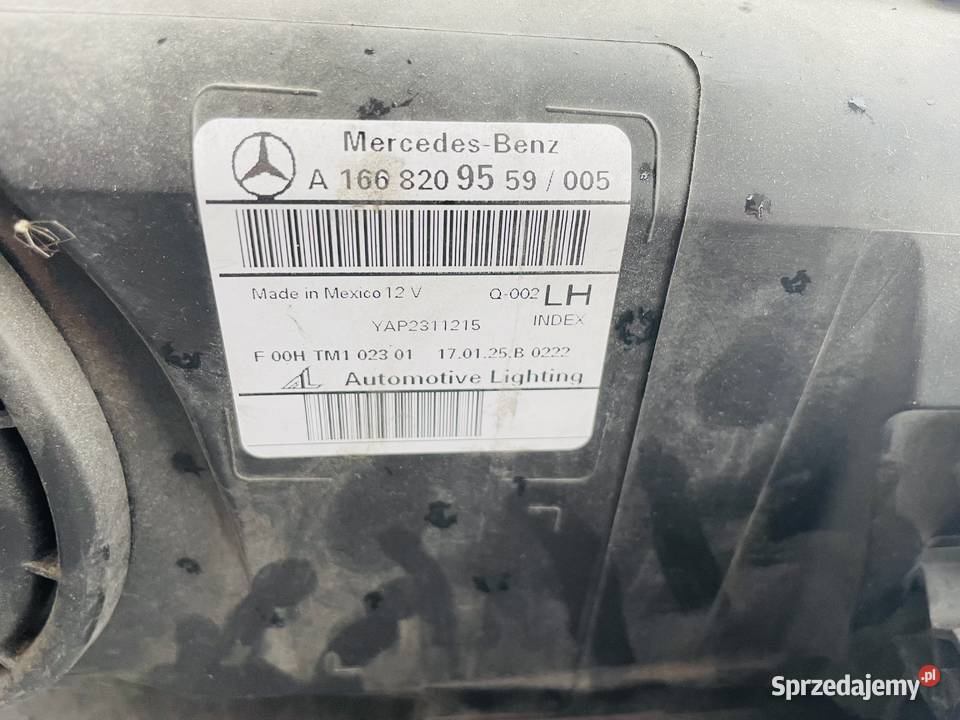 Mercedes-Benz
A 166 820 95 59 / 005
Made in Mexico 12 V Q-002 LH
YAP2311215 INDEX
F 00H TM1 023 01 17.01.25.B 0222
AL Automotive Lighting
Sprzedajemy.pl